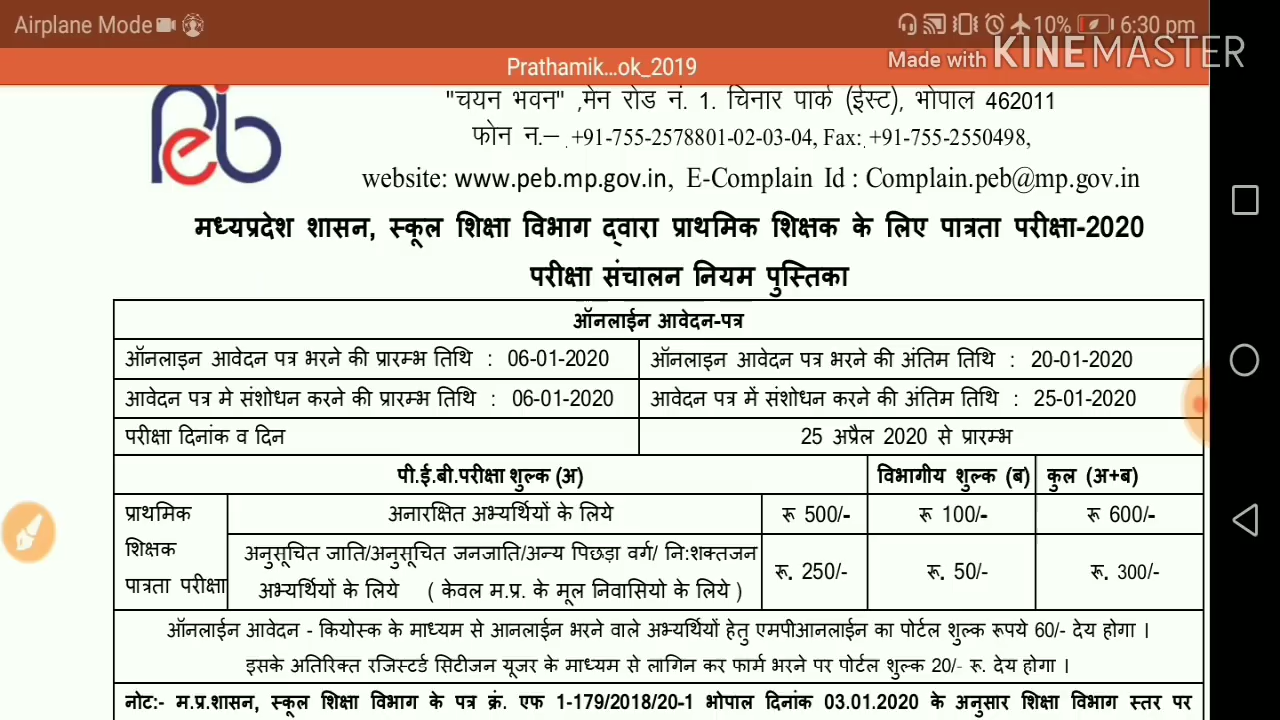 Airplane Mode 10% 6:30 pm
Made with KINEMASTER
Prathamik...ok_2019
Peb
"चयन भवन" ,मेन रोड नं. 1. चिनार पार्क (ईस्ट), भोपाल 462011
फोन न.– +91-755-2578801-02-03-04, Fax: +91-755-2550498,
website: www.peb.mp.gov.in, E-Complain Id : Complain.peb@mp.gov.in
मध्यप्रदेश शासन, स्कूल शिक्षा विभाग द्वारा प्राथमिक शिक्षक के लिए पात्रता परीक्षा-2020
परीक्षा संचालन नियम पुस्तिका
ऑनलाईन आवेदन-पत्र
ऑनलाइन आवेदन पत्र भरने की प्रारम्भ तिथि : 06-01-2020 ऑनलाइन आवेदन पत्र भरने की अंतिम तिथि : 20-01-2020
आवेदन पत्र मे संशोधन करने की प्रारम्भ तिथि : 06-01-2020 आवेदन पत्र में संशोधन करने की अंतिम तिथि : 25-01-2020
परीक्षा दिनांक व दिन 25 अप्रैल 2020 से प्रारम्भ
पी.ई.बी.परीक्षा शुल्क (अ) विभागीय शुल्क (ब) कुल (अ+ब)
प्राथमिक शिक्षक पात्रता परीक्षा
अनारक्षित अभ्यर्थियों के लिये रू 500/- रू 100/- रू 600/-
अनुसूचित जाति/अनुसूचित जनजाति/अन्य पिछड़ा वर्ग/ नि:शक्तजन
अभ्यर्थियों के लिये ( केवल म.प्र. के मूल निवासियो के लिये ) रू. 250/- रू. 50/- रू. 300/-
ऑनलाईन आवेदन - कियोस्क के माध्यम से आनलाईन भरने वाले अभ्यर्थियों हेतु एमपीआनलाईन का पोर्टल शुल्क रूपये 60/- देय होगा ।
इसके अतिरिक्त रजिस्टर्ड सिटीजन यूजर के माध्यम से लागिन कर फार्म भरने पर पोर्टल शुल्क 20/- रू. देय होगा ।
नोट:- म.प्र.शासन, स्कूल शिक्षा विभाग के पत्र क्रं. एफ 1-179/2018/20-1 भोपाल दिनांक 03.01.2020 के अनुसार शिक्षा विभाग स्तर पर